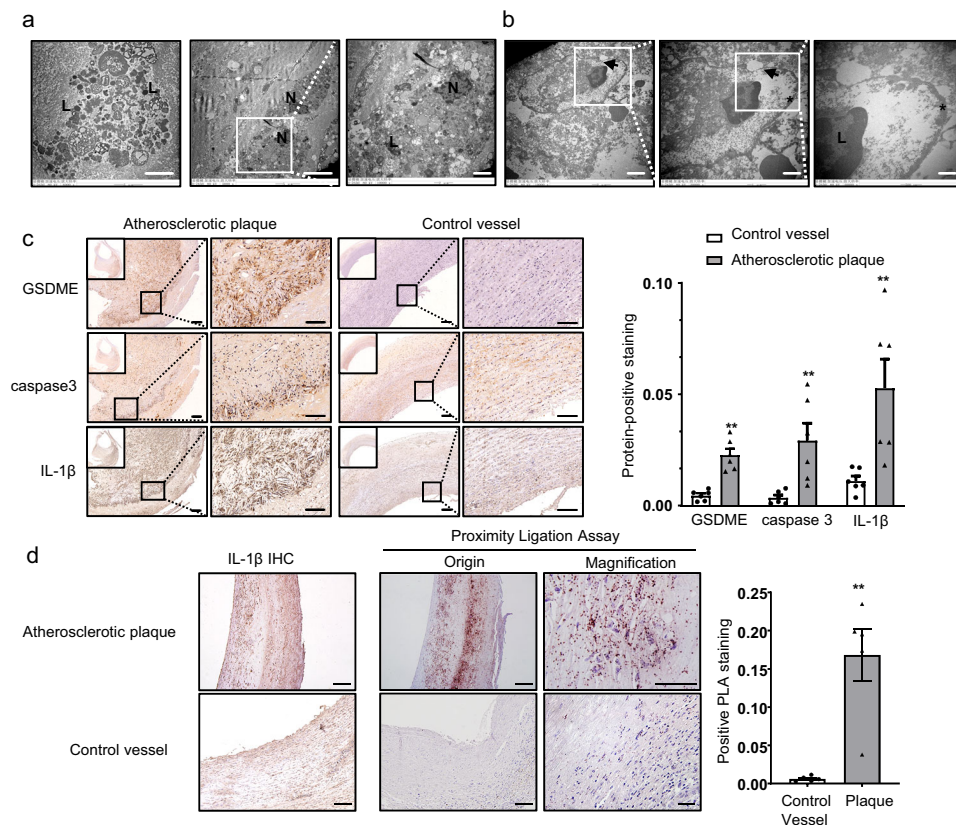 a
b
L
L
N
N
N
L
*
L
*
c
Atherosclerotic plaque
Control vessel
GSDME
caspase3
IL-1β
Control vessel
Atherosclerotic plaque
Protein-positive staining
0.10
0.05
0.00
**
**
**
GSDME
caspase 3
IL-1β
d
Proximity Ligation Assay
IL-1β IHC
Origin
Magnification
Atherosclerotic plaque
Control vessel
Positive PLA staining
0.25
0.20
0.15
0.10
0.05
0.00
**
Control
Vessel
Plaque